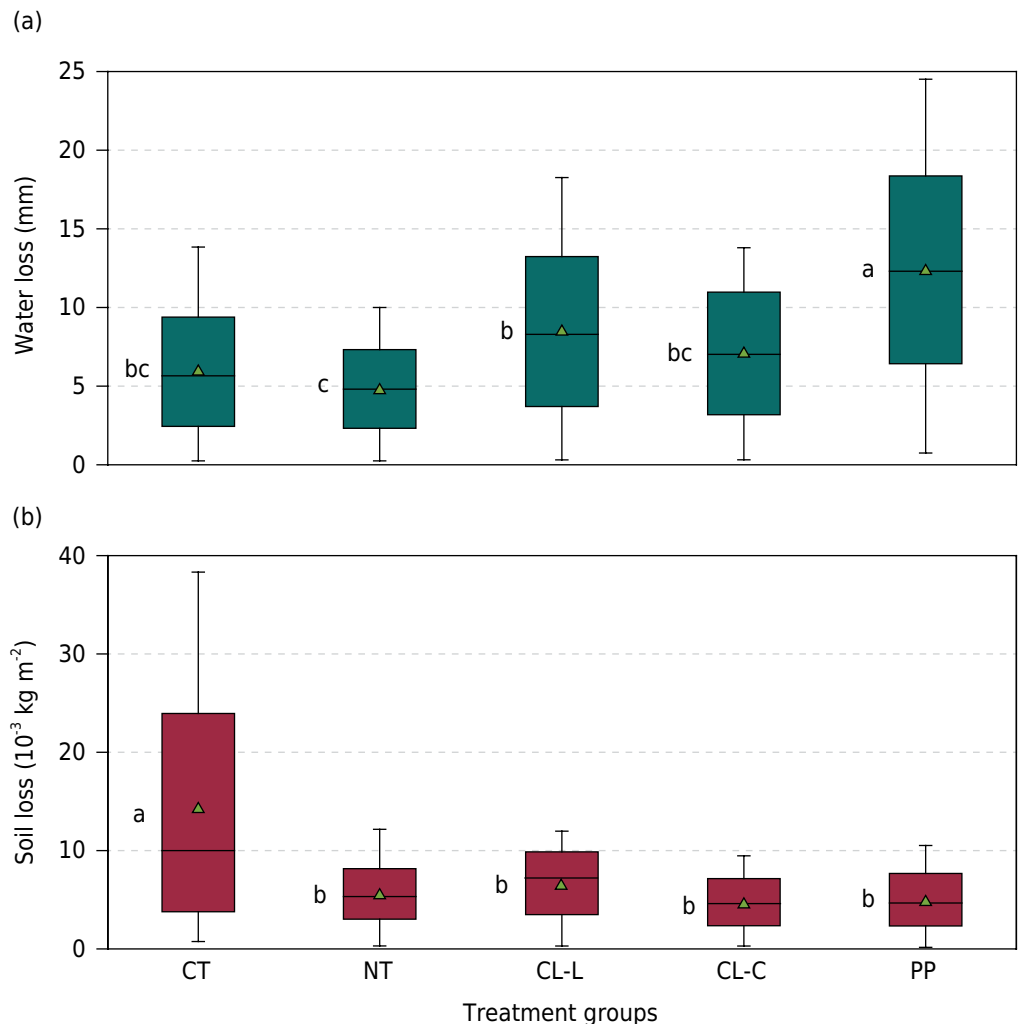 (a)
Water loss (mm)
25
20
15
10
5
0
bc
c
b
bc
a
(b)
Soil loss (10⁻³ kg m⁻²)
40
30
20
10
0
a
b
b
b
b
CT NT CL-L CL-C PP
Treatment groups